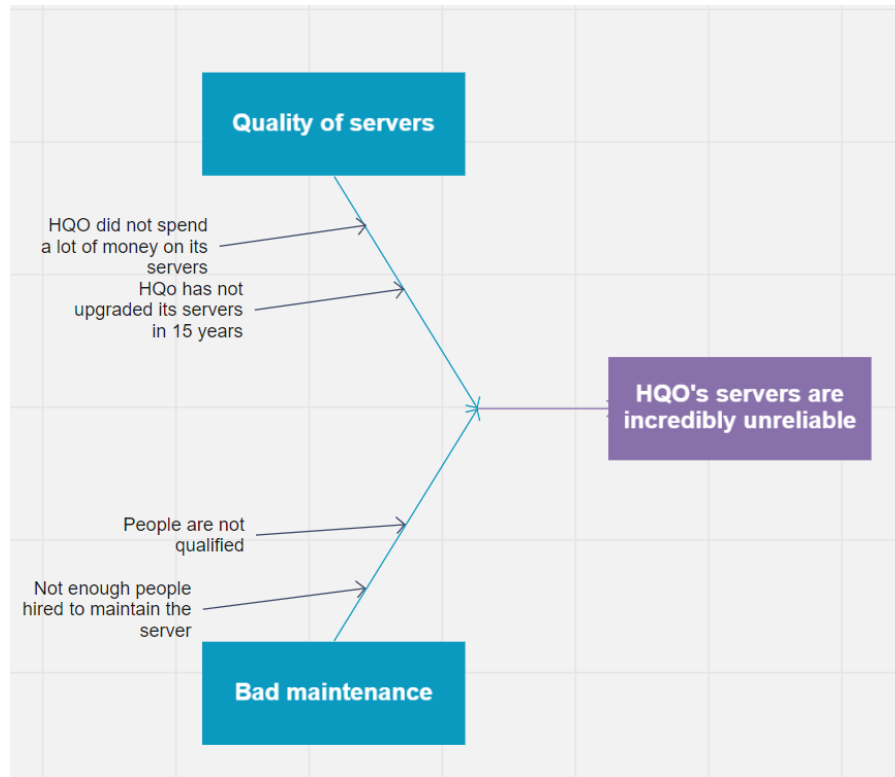 Quality of servers
HQO did not spend
a lot of money on its
servers
HQo has not
upgraded its servers
in 15 years
HQO's servers are
incredibly unreliable
People are not
qualified
Not enough people
hired to maintain the
server
Bad maintenance